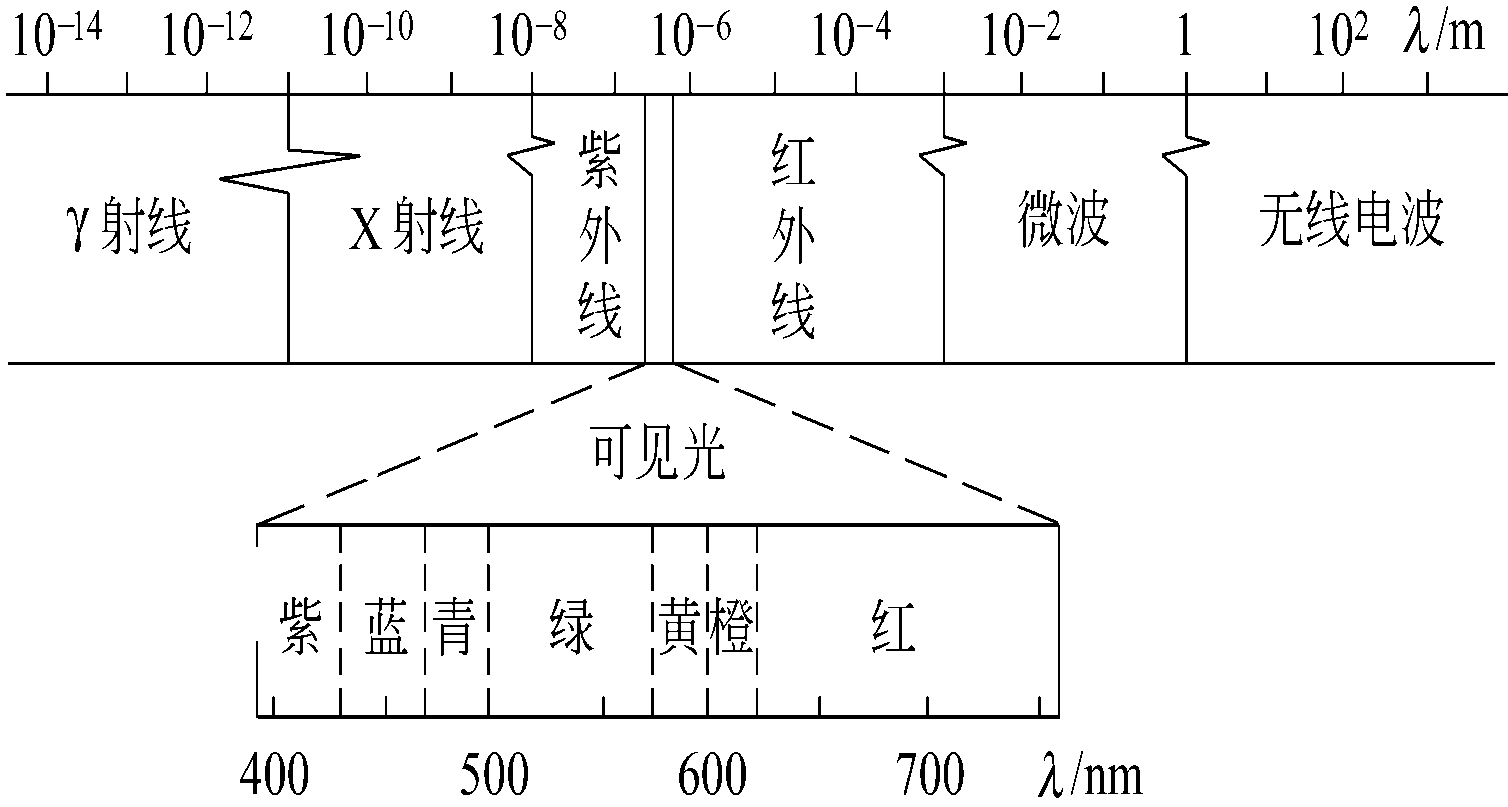 10⁻¹⁴ 10⁻¹² 10⁻¹⁰ 10⁻⁸ 10⁻⁶ 10⁻⁴ 10⁻² 1 10² λ/m
γ射线 X射线 紫外线 红外线 微波 无线电波
可见光
紫 蓝 青 绿 黄 橙 红
400 500 600 700 λ/nm